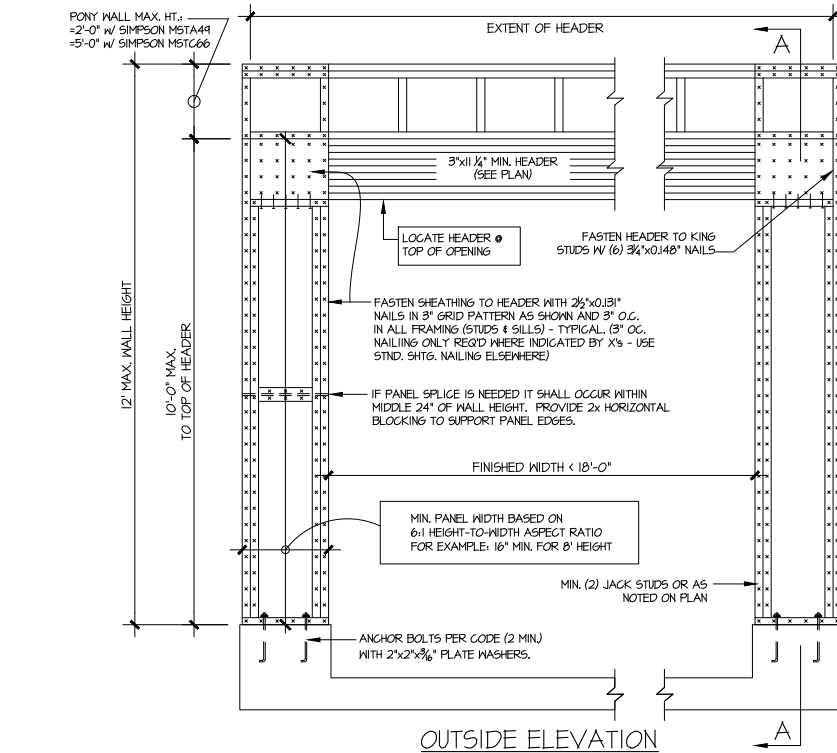 PONY WALL MAX. HT.:
=2'-0" W/ SIMPSON MSTA49
=5'-0" W/ SIMPSON MSTC66
EXTENT OF HEADER
A
3"x11 1/4" MIN. HEADER
(SEE PLAN)
LOCATE HEADER @
TOP OF OPENING
FASTEN HEADER TO KING
STUDS W/ (6) 3 1/4"x0.148" NAILS
12' MAX. WALL HEIGHT
10'-0" MAX.
TO TOP OF HEADER
FASTEN SHEATHING TO HEADER WITH 2 1/2"x0.131"
NAILS IN 3" GRID PATTERN AS SHOWN AND 3" O.C.
IN ALL FRAMING (STUDS & SILLS) - TYPICAL. (3" OC.
NAILIING ONLY REQ'D WHERE INDICATED BY X's - USE
STND. SHTG. NAILING ELSEWHERE)
IF PANEL SPLICE IS NEEDED IT SHALL OCCUR WITHIN
MIDDLE 24" OF WALL HEIGHT. PROVIDE 2x HORIZONTAL
BLOCKING TO SUPPORT PANEL EDGES.
FINISHED WIDTH < 18'-0"
MIN. PANEL WIDTH BASED ON
6:1 HEIGHT-TO-WIDTH ASPECT RATIO
FOR EXAMPLE: 16" MIN. FOR 8' HEIGHT
MIN. (2) JACK STUDS OR AS
NOTED ON PLAN
ANCHOR BOLTS PER CODE (2 MIN.)
WITH 2"x2"x3/16" PLATE WASHERS.
OUTSIDE ELEVATION
A